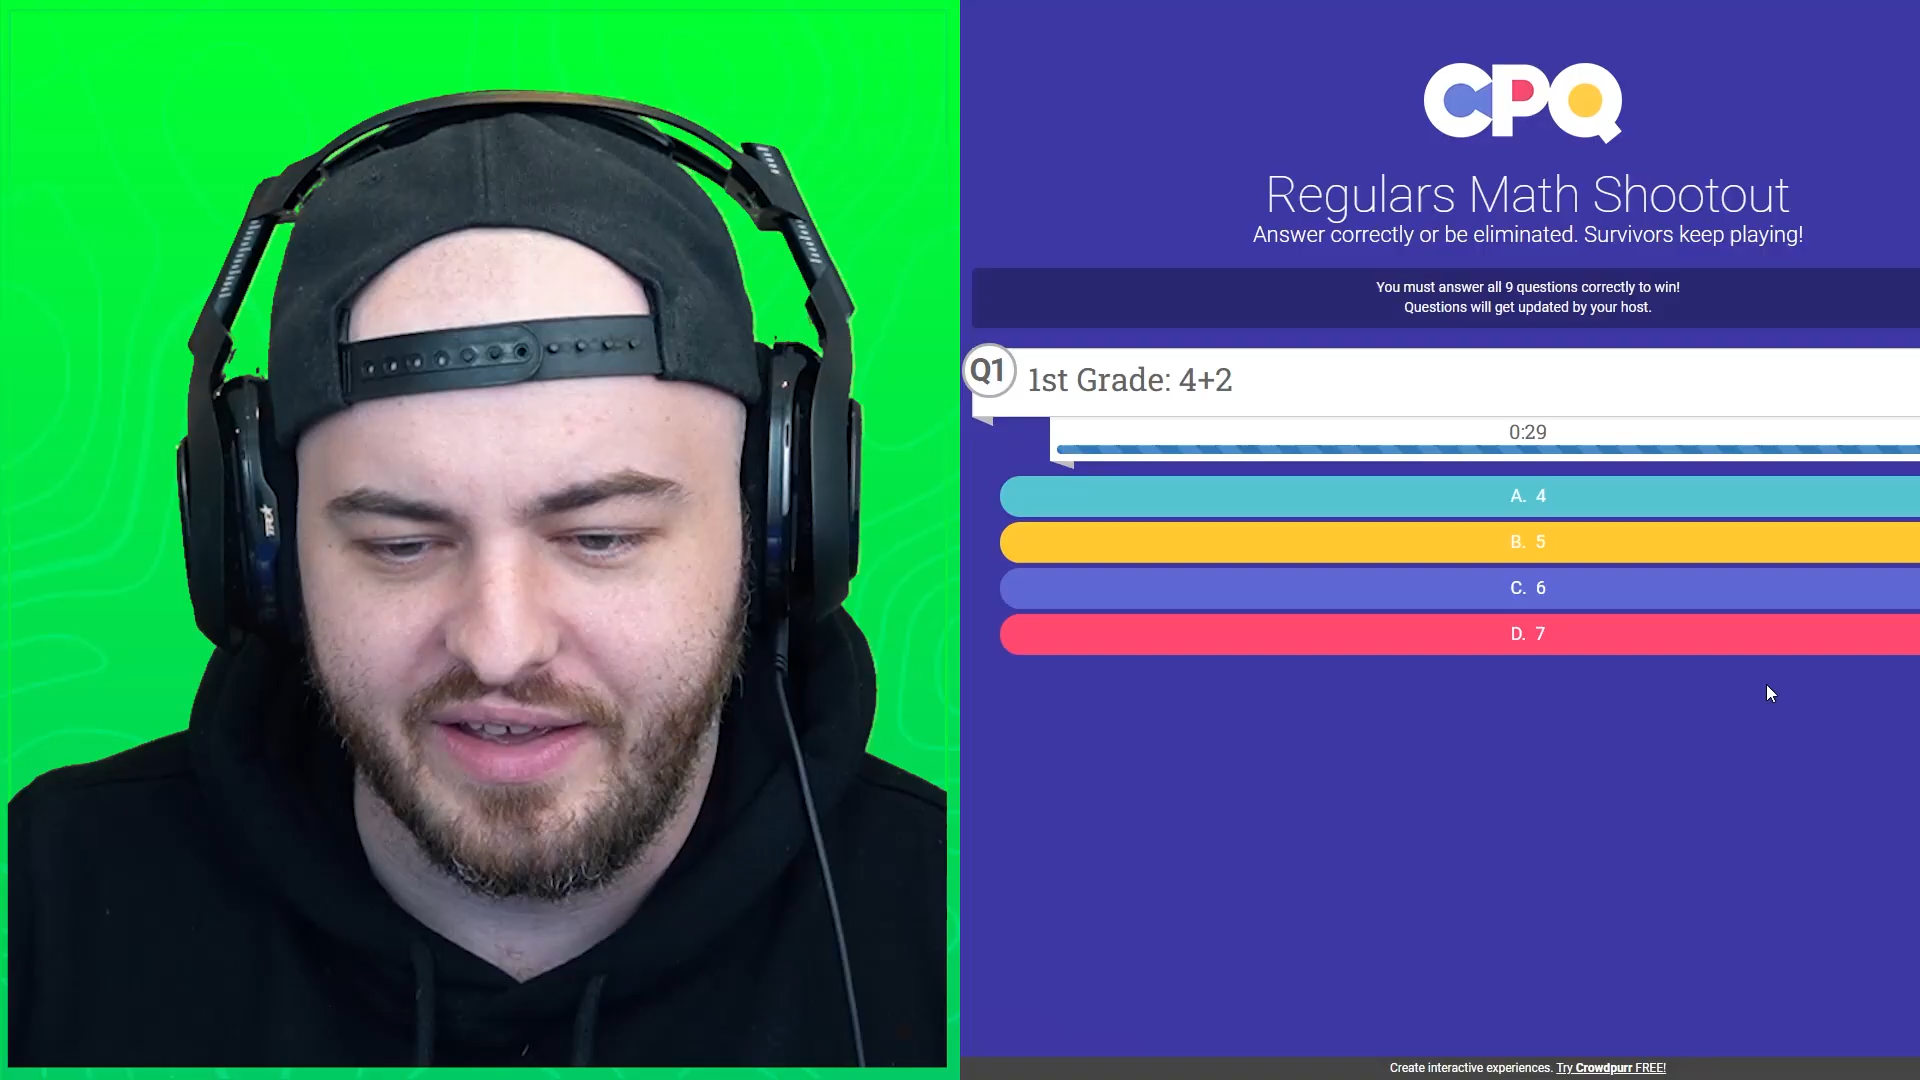 CPQ
Regulars Math Shootout
Answer correctly or be eliminated. Survivors keep playing!
You must answer all 9 questions correctly to win!
Questions will get updated by your host.
Q1
1st Grade: 4+2
0:29
A. 4
B. 5
C. 6
D. 7
Create interactive experiences. Try Crowdpurr FREE!